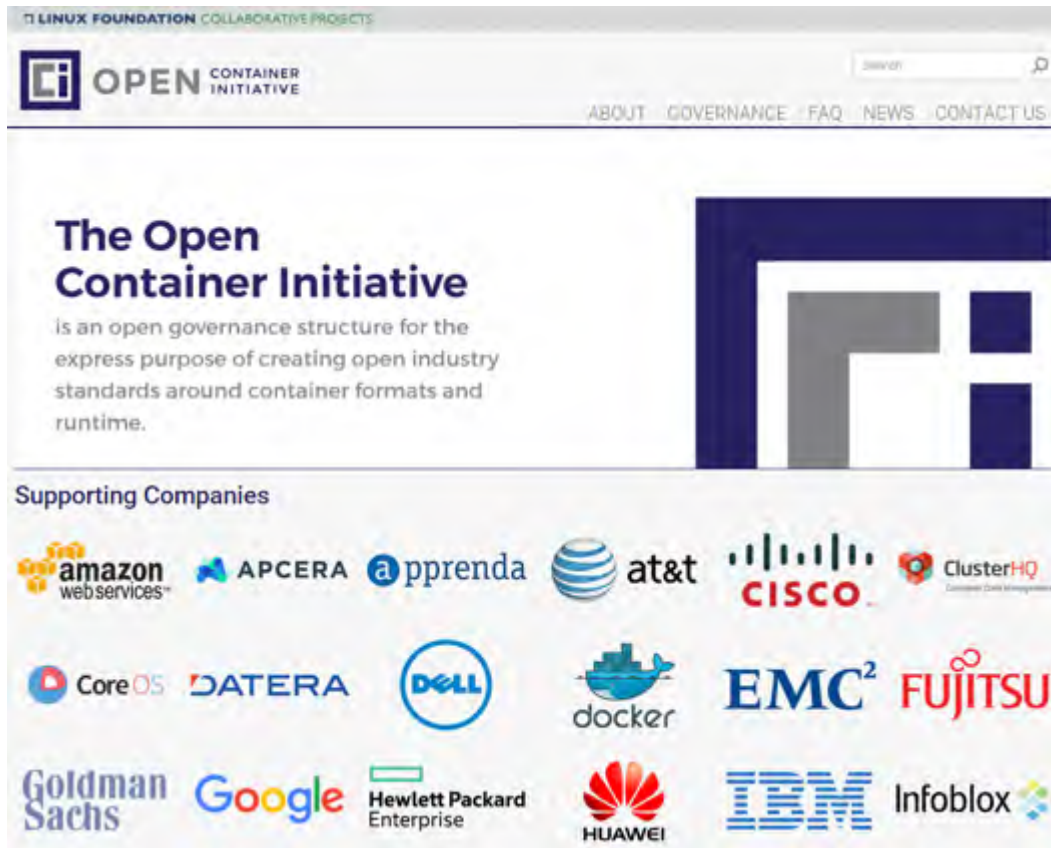 LINUX FOUNDATION COLLABORATIVE PROJECTS
Ci OPEN CONTAINER INITIATIVE
search
ABOUT GOVERNANCE FAQ NEWS CONTACT US
The Open
Container Initiative
is an open governance structure for the
express purpose of creating open industry
standards around container formats and
runtime.
Supporting Companies
amazon webservices™ APCERA apprenda at&t CISCO ClusterHQ
CoreOS DATERA DELL docker EMC² FUJITSU
Goldman Sachs Google Hewlett Packard Enterprise HUAWEI IBM Infoblox